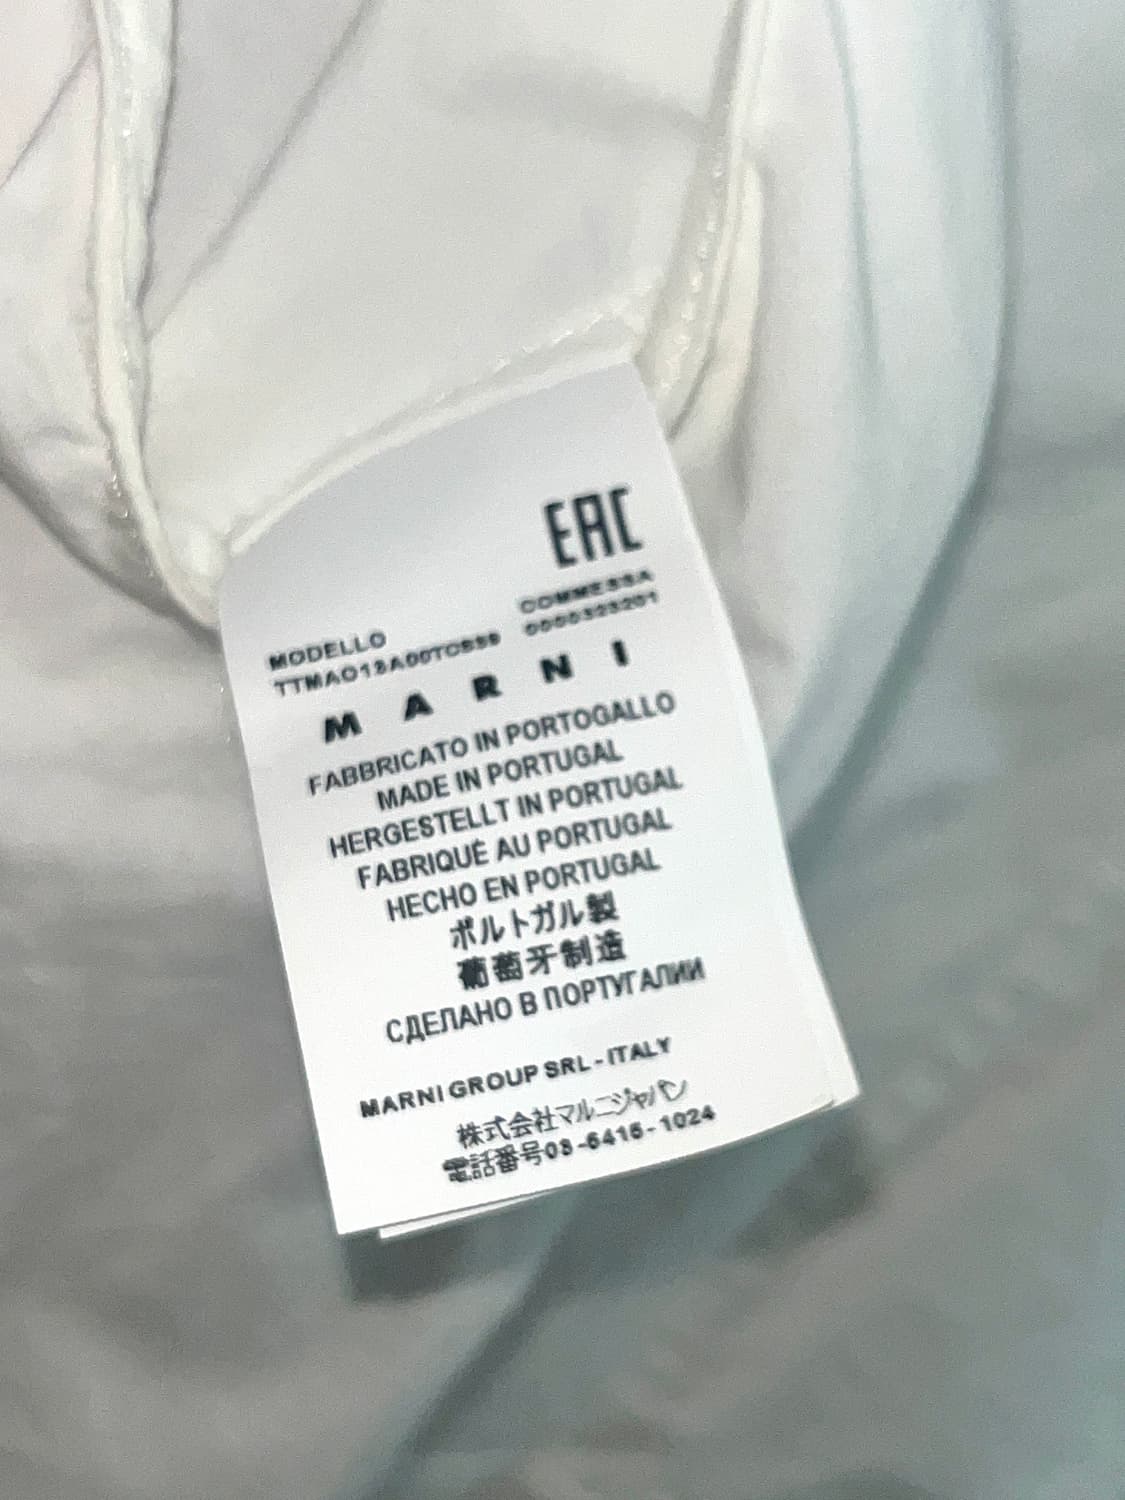 EAC
MODELLO
COMMESSA
0000323201
M A R N I
FABBRICATO IN PORTOGALLO
MADE IN PORTUGAL
HERGESTELLT IN PORTUGAL
FABRIQUÉ AU PORTUGAL
HECHO EN PORTUGAL
ポルトガル製
葡萄牙制造
СДЕЛАНО В ПОРТУГАЛИИ
MARNI GROUP SRL - ITALY
株式会社マルニジャパン
電話番号03-6416-1024